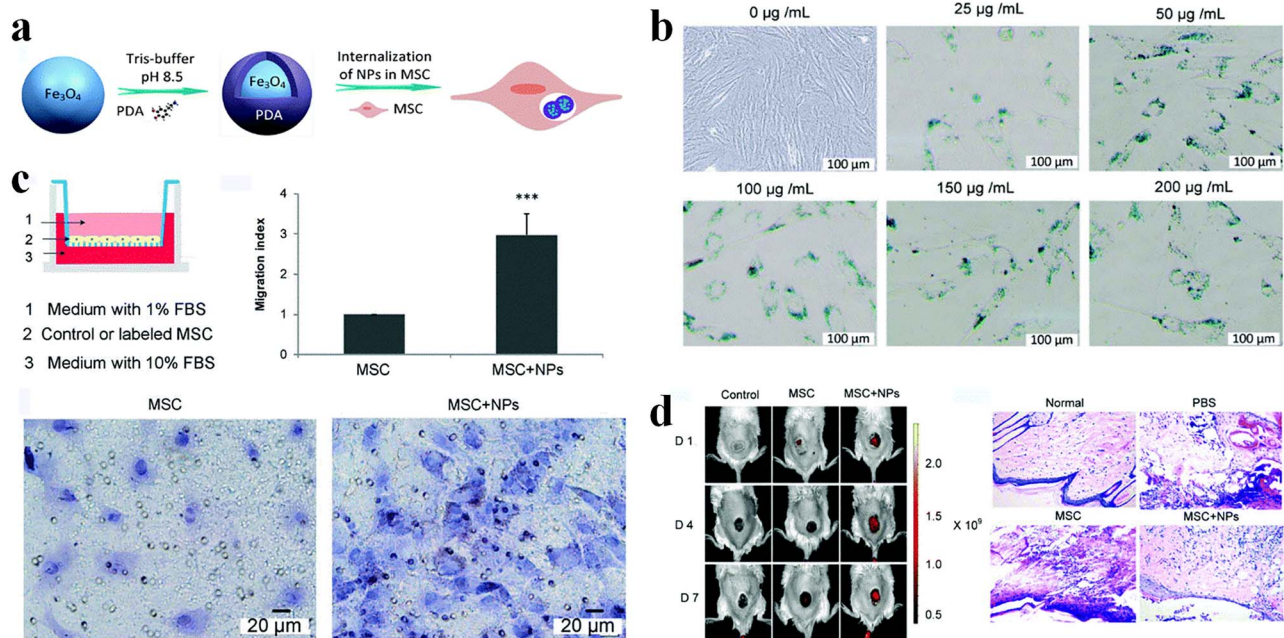 a
Fe3O4
Tris-buffer
pH 8.5
PDA
Fe3O4
PDA
Internalization
of NPs in MSC
MSC
b
0 µg /mL
25 µg /mL
50 µg /mL
100 µm
100 µm
100 µm
100 µg /mL
150 µg /mL
200 µg /mL
100 µm
100 µm
100 µm
c
1
2
3
1 Medium with 1% FBS
2 Control or labeled MSC
3 Medium with 10% FBS
Migration index
4
3
2
1
0
***
MSC
MSC+NPs
MSC
MSC+NPs
20 µm
20 µm
d
Control
MSC
MSC+NPs
D 1
D 4
D 7
2.0
1.5
1.0
0.5
X 10⁹
Normal
PBS
MSC
MSC+NPs